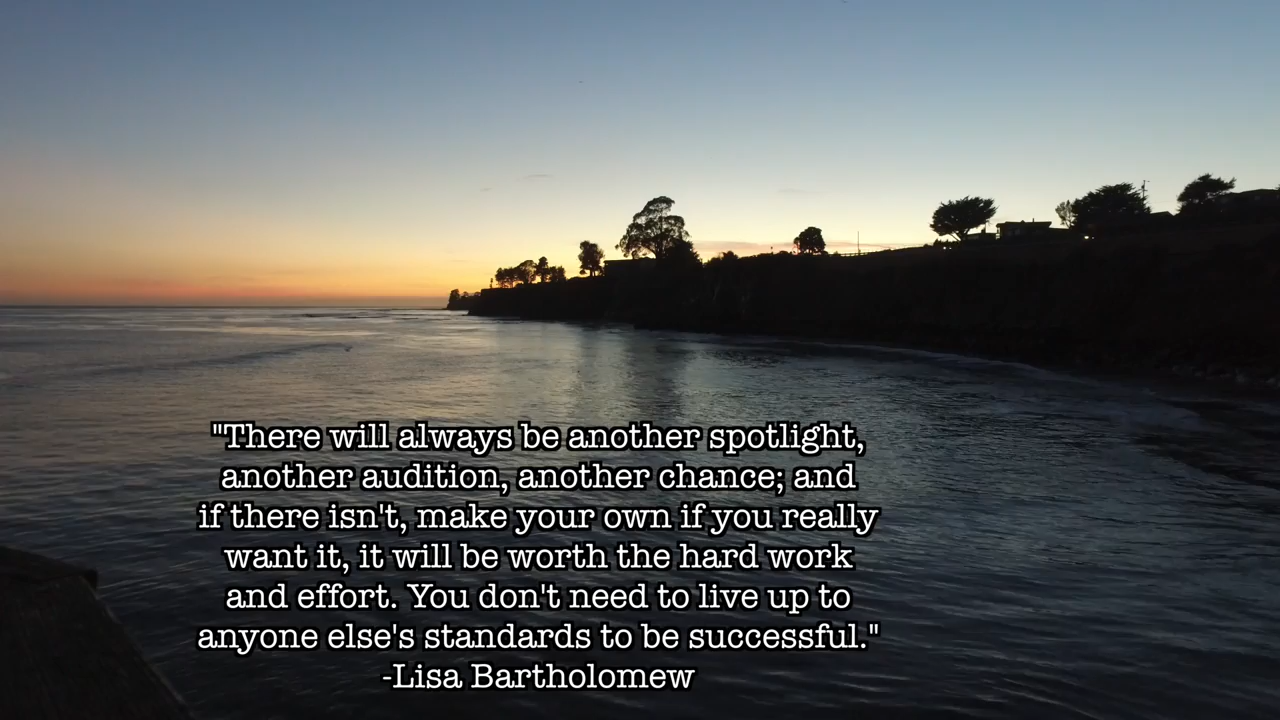 "There will always be another spotlight,
another audition, another chance; and
if there isn't, make your own if you really
want it, it will be worth the hard work
and effort. You don't need to live up to
anyone else's standards to be successful."
-Lisa Bartholomew